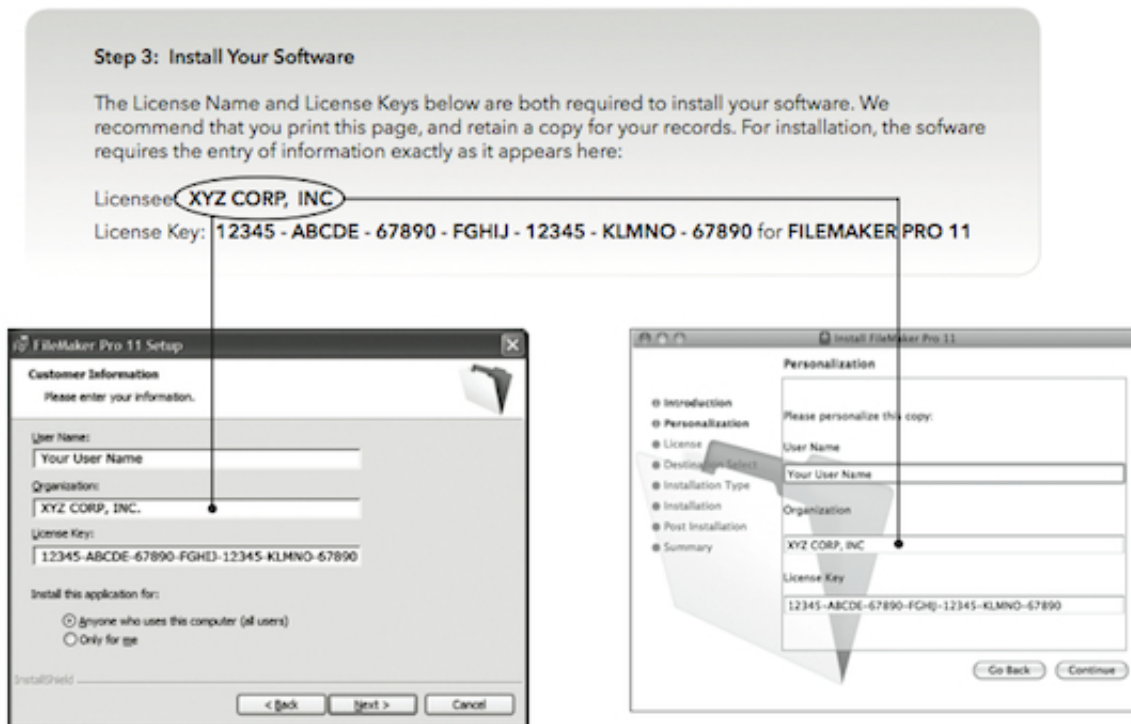 Step 3: Install Your Software
The License Name and License Keys below are both required to install your software. We
recommend that you print this page, and retain a copy for your records. For installation, the sofware
requires the entry of information exactly as it appears here:
Licensee XYZ CORP, INC
License Key: 12345 - ABCDE - 67890 - FGHIJ - 12345 - KLMNO - 67890 for FILEMAKER PRO 11
FileMaker Pro 11 Setup
Customer Information
Please enter your information.
User Name:
Your User Name
Organization:
XYZ CORP, INC.
License Key:
12345-ABCDE-67890-FGHIJ-12345-KLMNO-67890
Install this application for:
Anyone who uses this computer (all users)
Only for me
InstallShield
< Back
Next >
Cancel
Install FileMaker Pro 11
Personalization
Introduction
Personalization
License
Destination Select
Installation Type
Installation
Post Installation
Summary
Please personalize this copy:
User Name
Your User Name
Organization
XYZ CORP, INC
License Key
12345-ABCDE-67890-FGHIJ-12345-KLMNO-67890
Go Back
Continue